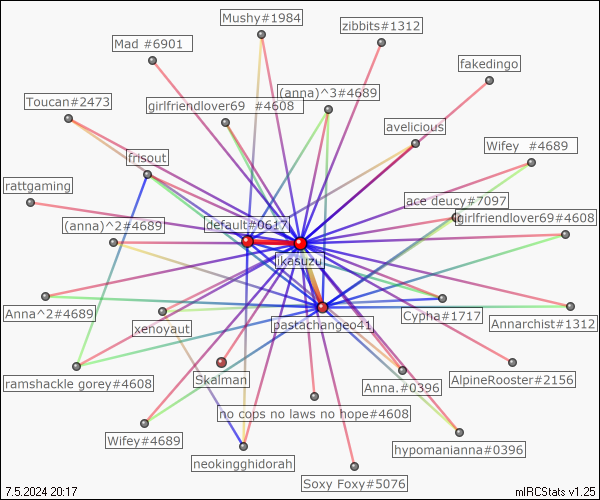 Mushy#1984
zibbits#1312
Mad #6901
fakedingo
(anna)^3#4689
Toucan#2473
girlfriendlover69 #4608
avelicious
Wifey #4689
frisout
rattgaming
ace deucy#7097
girlfriendlover69#4608
(anna)^2#4689
default#0617
ikasuzu
Anna^2#4689
xenoyaut
pastachangeo41
Cypha#1717
Annarchist#1312
ramshackle gorey#4608
Skalman
Anna.#0396
AlpineRooster#2156
no cops no laws no hope#4608
Wifey#4689
hypomanianna#0396
neokingghidorah
Soxy Foxy#5076
7.5.2024 20:17
mIRCStats v1.25